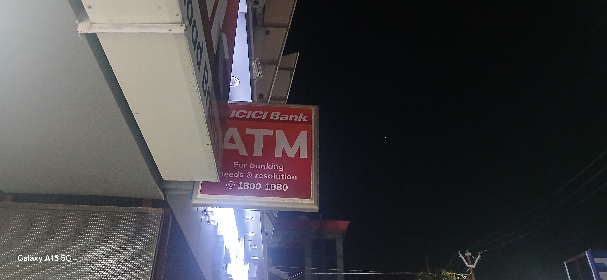 ICICI Bank
ATM
For banking
needs & resolution
1800 1080
Galaxy A15 5G